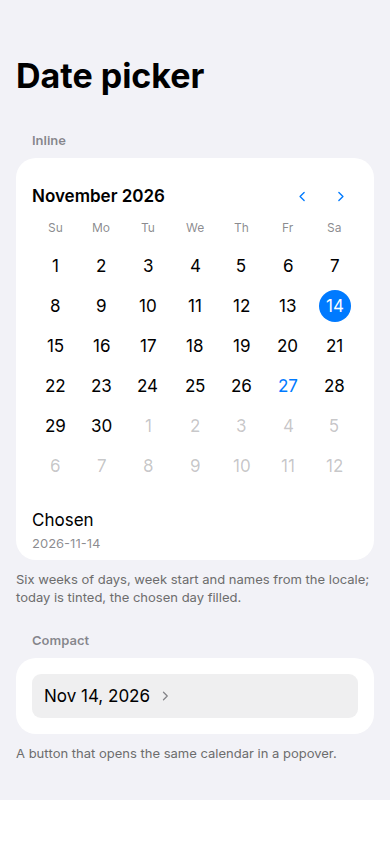 Date picker
Inline
November 2026
Su Mo Tu We Th Fr Sa
1 2 3 4 5 6 7
8 9 10 11 12 13 14
15 16 17 18 19 20 21
22 23 24 25 26 27 28
29 30 1 2 3 4 5
6 7 8 9 10 11 12
Chosen
2026-11-14
Six weeks of days, week start and names from the locale;
today is tinted, the chosen day filled.
Compact
Nov 14, 2026
A button that opens the same calendar in a popover.